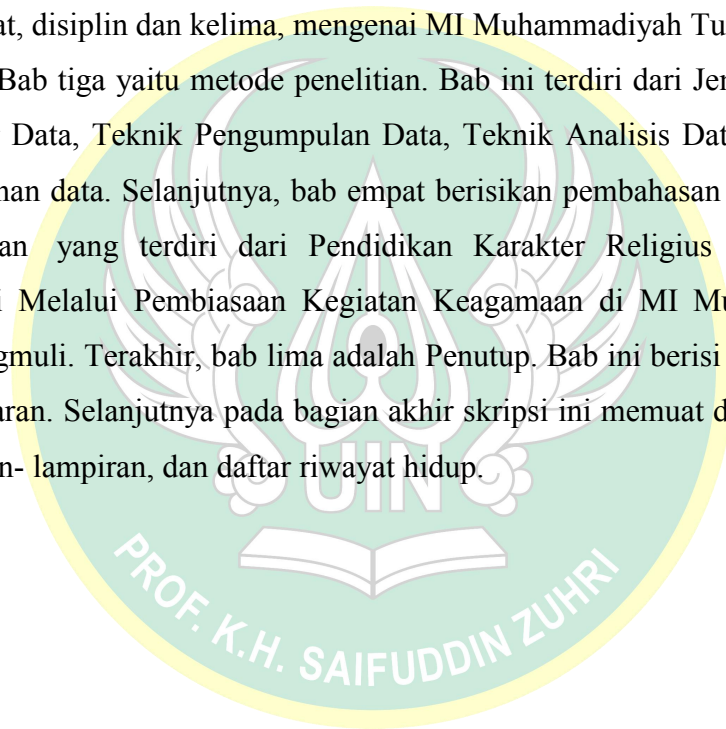 at, disiplin dan kelima, mengenai MI Muhammadiyah Tu
Bab tiga yaitu metode penelitian. Bab ini terdiri dari Jer
Data, Teknik Pengumpulan Data, Teknik Analisis Dat
nan data. Selanjutnya, bab empat berisikan pembahasan
an yang terdiri dari Pendidikan Karakter Religius
i Melalui Pembiasaan Kegiatan Keagamaan di MI Mu
gmuli. Terakhir, bab lima adalah Penutup. Bab ini berisi
aran. Selanjutnya pada bagian akhir skripsi ini memuat d
n- lampiran, dan daftar riwayat hidup.
UIN
PROF. K.H. SAIFUDDIN ZUHRI